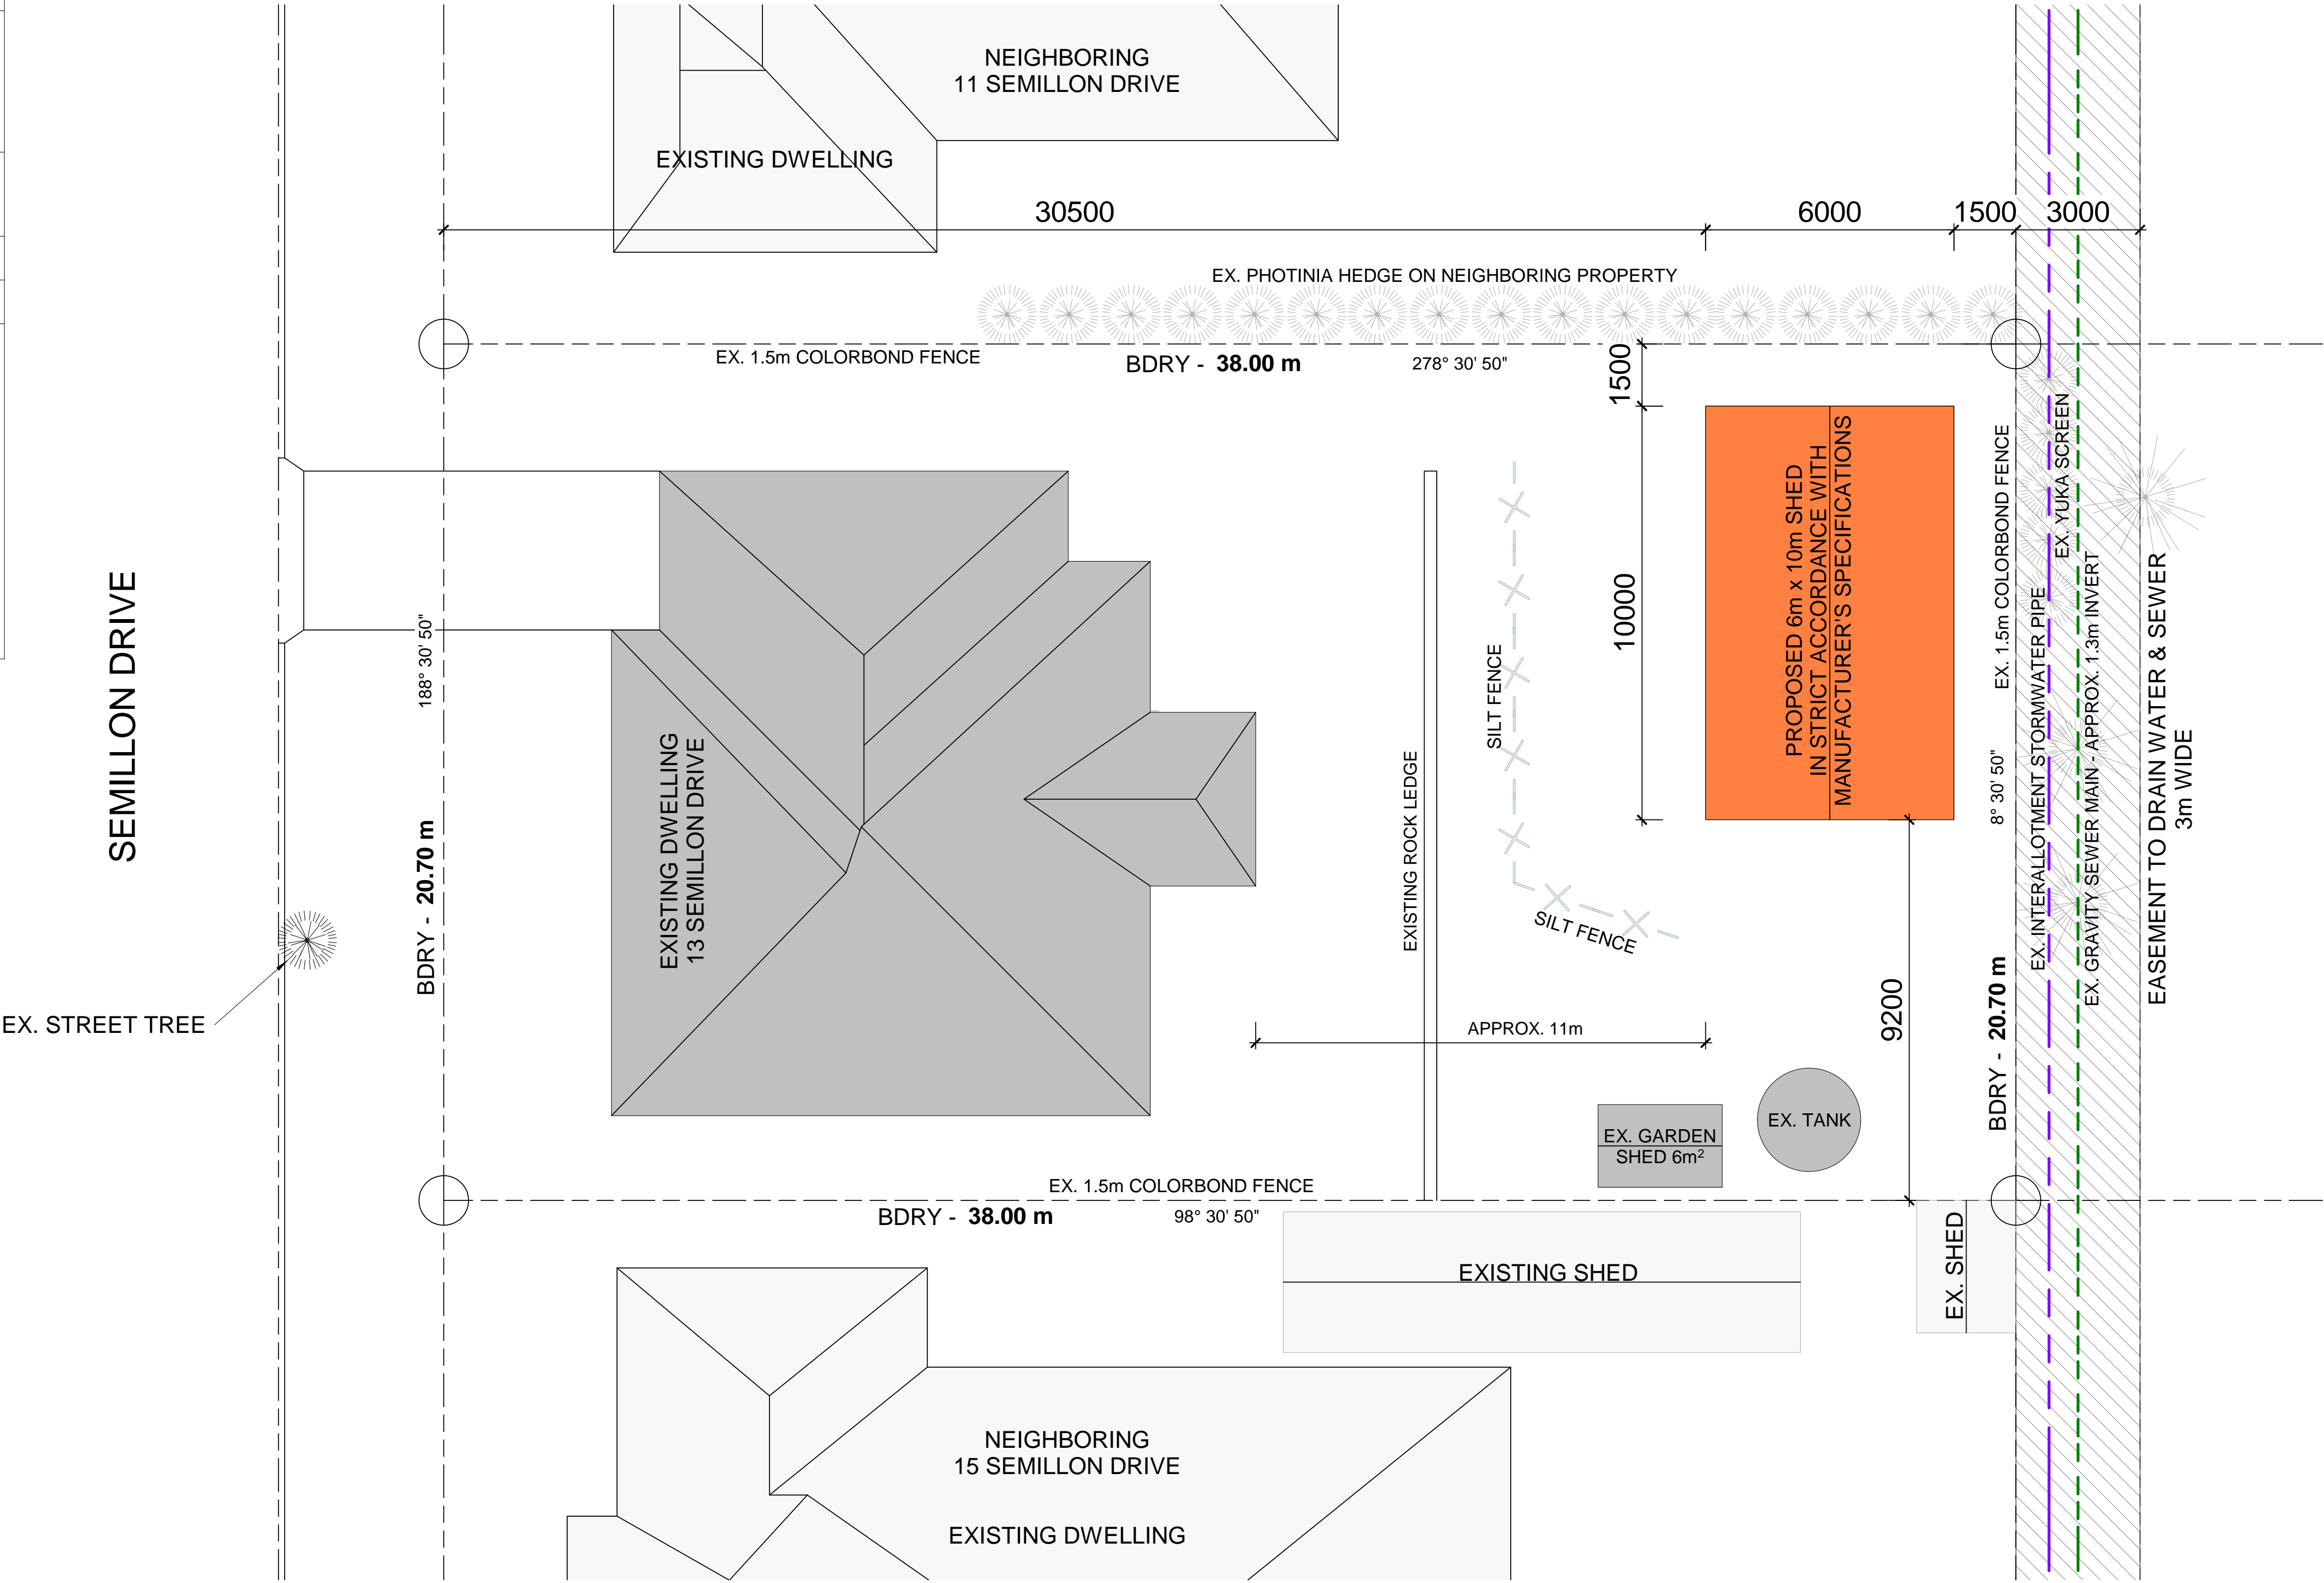 NEIGHBORING
11 SEMILLON DRIVE
EXISTING DWELLING
30500
6000
1500
3000
EX. PHOTINIA HEDGE ON NEIGHBORING PROPERTY
EX. 1.5m COLORBOND FENCE
BDRY - 38.00 m
278° 30' 50"
1500
10000
PROPOSED 6m x 10m SHED
IN STRICT ACCORDANCE WITH
MANUFACTURER'S SPECIFICATIONS
EX. 1.5m COLORBOND FENCE
8° 30' 50"
BDRY - 20.70 m
EX. INTERALLOTMENT STORMWATER PIPE
EX. YUKA SCREEN
EX. GRAVITY SEWER MAIN - APPROX. 1.3m INVERT
EASEMENT TO DRAIN WATER & SEWER
3m WIDE
SEMILLON DRIVE
188° 30' 50"
BDRY - 20.70 m
EX. STREET TREE
EXISTING DWELLING
13 SEMILLON DRIVE
EXISTING ROCK LEDGE
SILT FENCE
SILT FENCE
APPROX. 11m
9200
EX. GARDEN
SHED 6m²
EX. TANK
EX. 1.5m COLORBOND FENCE
BDRY - 38.00 m
98° 30' 50"
EXISTING SHED
EX. SHED
NEIGHBORING
15 SEMILLON DRIVE
EXISTING DWELLING